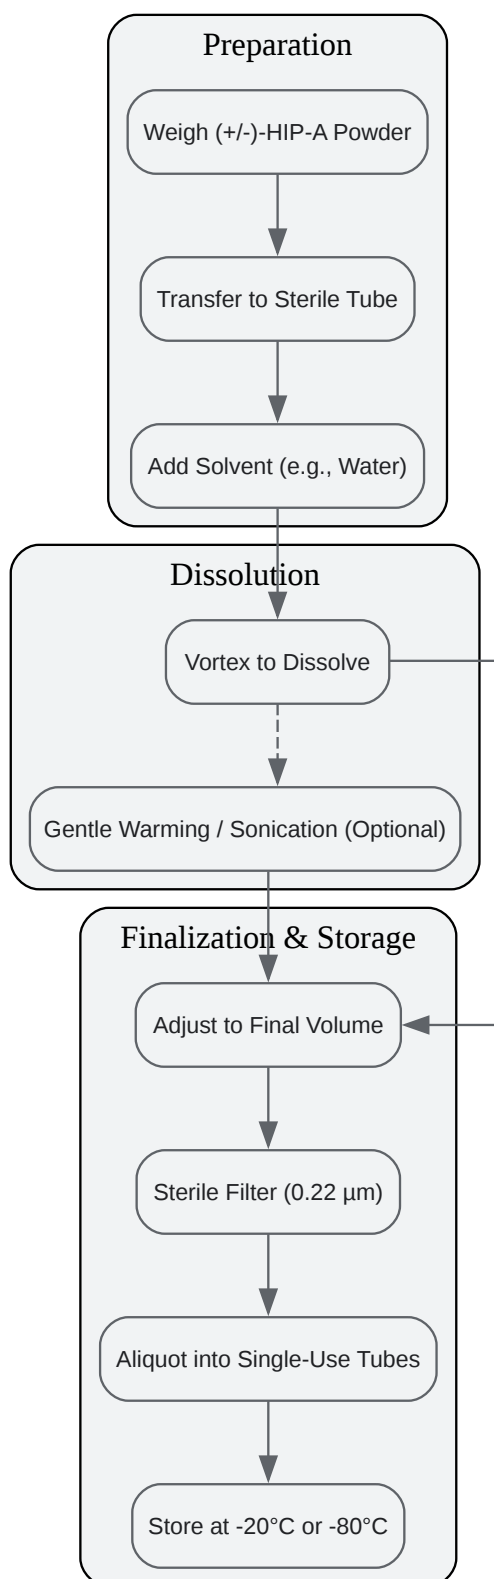 Preparation
Weigh (+/-)-HIP-A Powder
Transfer to Sterile Tube
Add Solvent (e.g., Water)
Dissolution
Vortex to Dissolve
Gentle Warming / Sonication (Optional)
Finalization & Storage
Adjust to Final Volume
Sterile Filter (0.22 µm)
Aliquot into Single-Use Tubes
Store at -20°C or -80°C